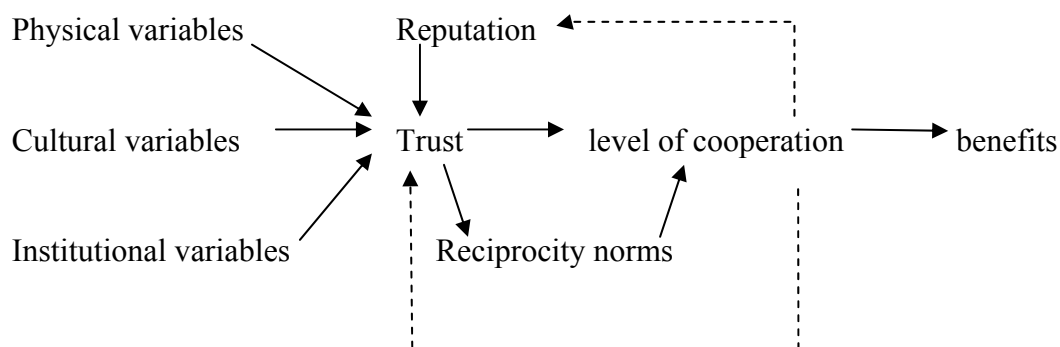 Physical variables
Reputation
Cultural variables
Trust
level of cooperation
benefits
Institutional variables
Reciprocity norms